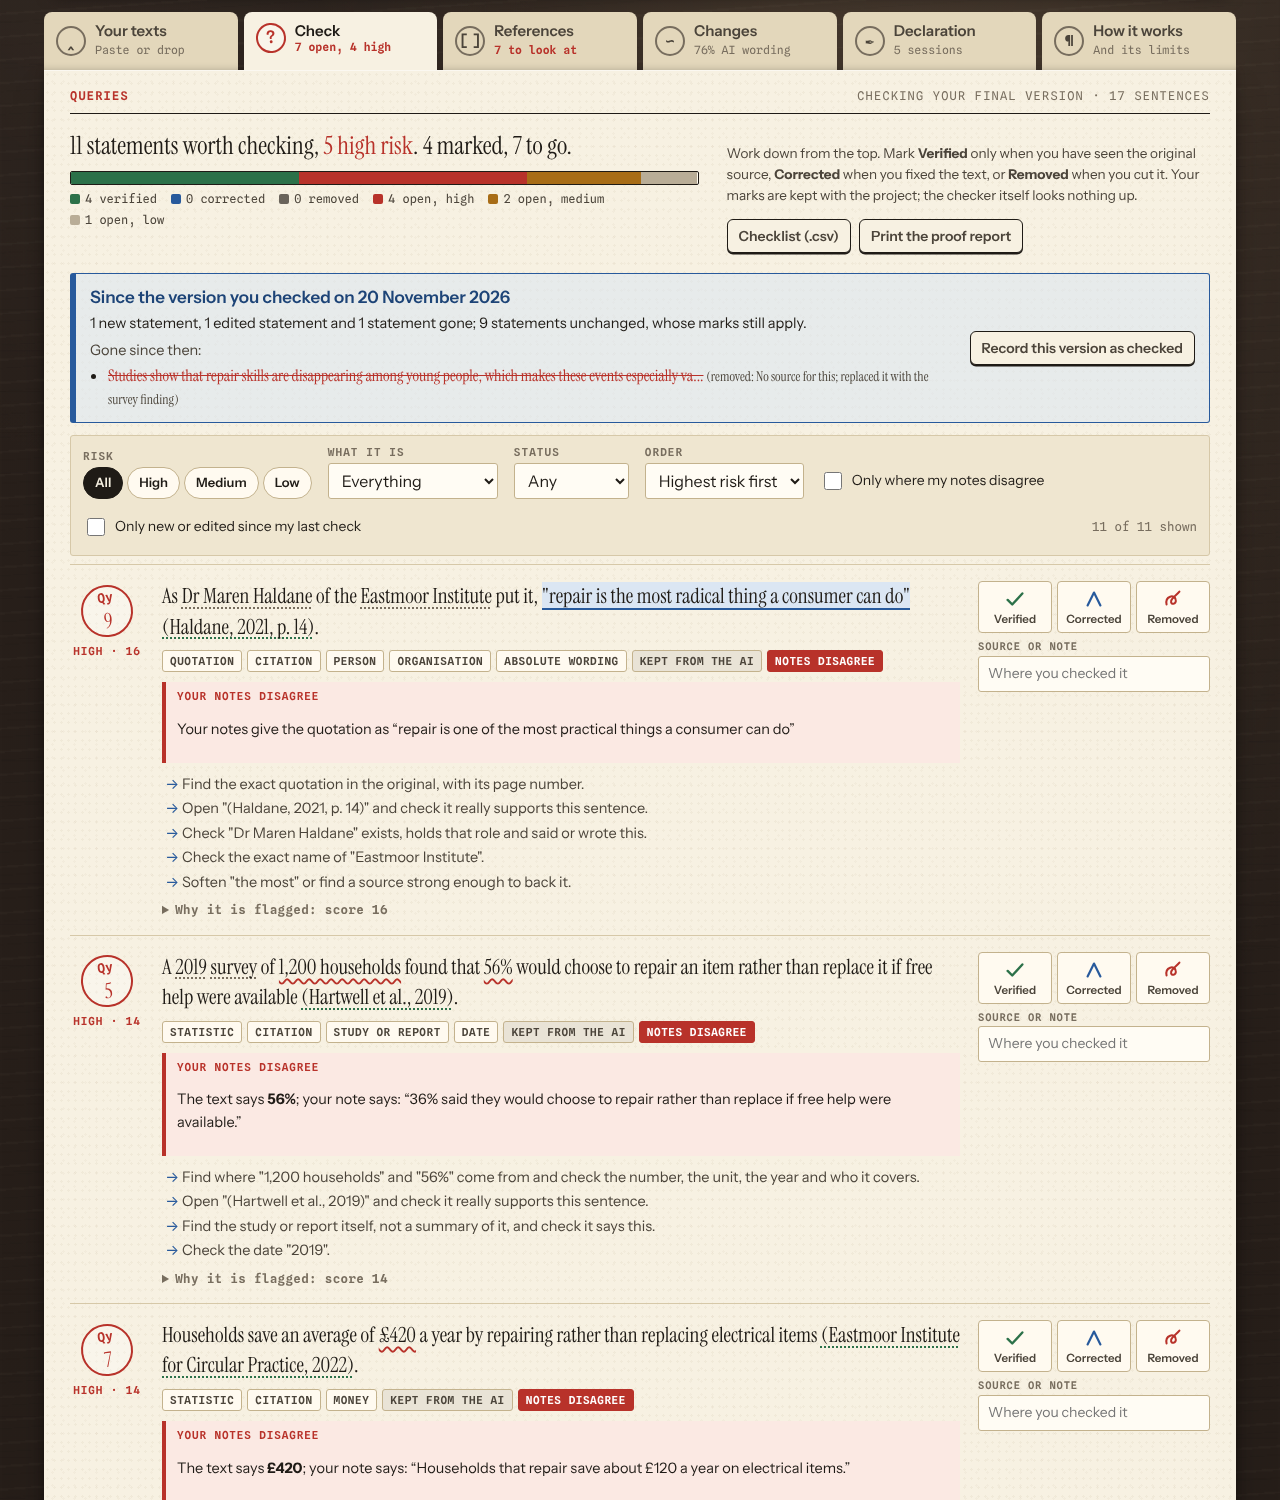 Your texts
Paste or drop
?
Check
7 open, 4 high
[ ]
References
7 to look at
Changes
76% AI wording
Declaration
5 sessions
¶
How it works
And its limits
QUERIES
CHECKING YOUR FINAL VERSION · 17 SENTENCES
11 statements worth checking, 5 high risk. 4 marked, 7 to go.
4 verified 0 corrected 0 removed 4 open, high 2 open, medium
1 open, low
Work down from the top. Mark Verified only when you have seen the original
source, Corrected when you fixed the text, or Removed when you cut it. Your
marks are kept with the project; the checker itself looks nothing up.
Checklist (.csv)
Print the proof report
Since the version you checked on 20 November 2026
1 new statement, 1 edited statement and 1 statement gone; 9 statements unchanged, whose marks still apply.
Gone since then:
• Studies show that repair skills are disappearing among young people, which makes these events especially va... (removed: No source for this; replaced it with the
survey finding)
Record this version as checked
RISK
All High Medium Low
WHAT IT IS
Everything
STATUS
Any
ORDER
Highest risk first
Only where my notes disagree
Only new or edited since my last check
11 of 11 shown
Qy
9
HIGH · 16
As Dr Maren Haldane of the Eastmoor Institute put it, "repair is the most radical thing a consumer can do"
(Haldane, 2021, p. 14).
QUOTATION CITATION PERSON ORGANISATION ABSOLUTE WORDING KEPT FROM THE AI NOTES DISAGREE
YOUR NOTES DISAGREE
Your notes give the quotation as “repair is one of the most practical things a consumer can do”
→ Find the exact quotation in the original, with its page number.
→ Open "(Haldane, 2021, p. 14)" and check it really supports this sentence.
→ Check "Dr Maren Haldane" exists, holds that role and said or wrote this.
→ Check the exact name of "Eastmoor Institute".
→ Soften "the most" or find a source strong enough to back it.
Why it is flagged: score 16
Verified Corrected Removed
SOURCE OR NOTE
Where you checked it
Qy
5
HIGH · 14
A 2019 survey of 1,200 households found that 56% would choose to repair an item rather than replace it if free
help were available (Hartwell et al., 2019).
STATISTIC CITATION STUDY OR REPORT DATE KEPT FROM THE AI NOTES DISAGREE
YOUR NOTES DISAGREE
The text says 56%; your note says: “36% said they would choose to repair rather than replace if free help were
available.”
→ Find where "1,200 households" and "56%" come from and check the number, the unit, the year and who it covers.
→ Open "(Hartwell et al., 2019)" and check it really supports this sentence.
→ Find the study or report itself, not a summary of it, and check it says this.
→ Check the date "2019".
Why it is flagged: score 14
Verified Corrected Removed
SOURCE OR NOTE
Where you checked it
Qy
7
HIGH · 14
Households save an average of £420 a year by repairing rather than replacing electrical items (Eastmoor Institute
for Circular Practice, 2022).
STATISTIC CITATION MONEY KEPT FROM THE AI NOTES DISAGREE
YOUR NOTES DISAGREE
The text says £420; your note says: “Households that repair save about £120 a year on electrical items.”
Verified Corrected Removed
SOURCE OR NOTE
Where you checked it